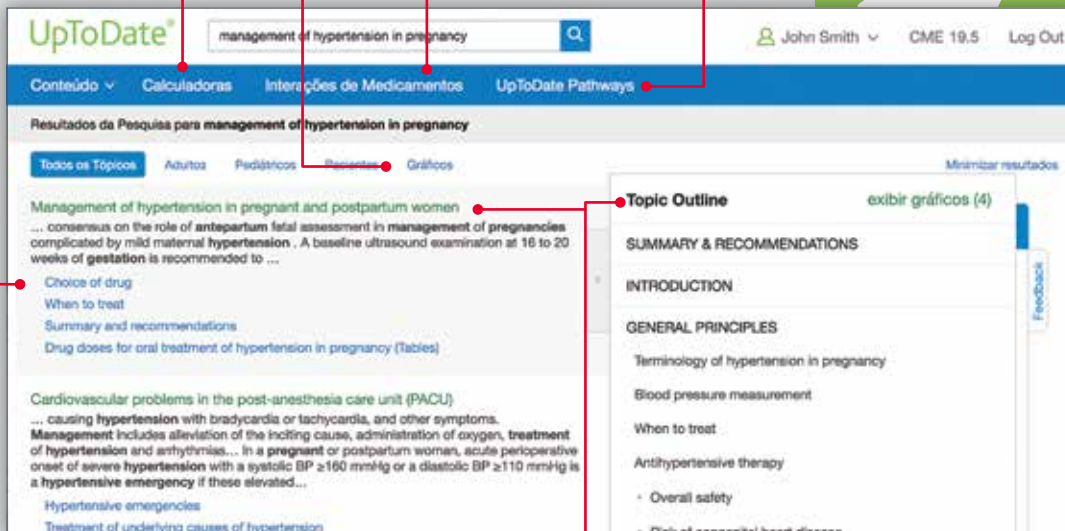 UpToDate®
management of hypertension in pregnancy
John Smith
CME 19.5
Log Out
Conteúdo
Calculadoras
Interações de Medicamentos
UpToDate Pathways
Resultados da Pesquisa para management of hypertension in pregnancy
Todos os Tópicos
Adultos
Pediátricos
Pacientes
Gráficos
Minimizar resultados
Management of hypertension in pregnant and postpartum women
... consensus on the role of antepartum fetal assessment in management of pregnancies
complicated by mild maternal hypertension . A baseline ultrasound examination at 16 to 20
weeks of gestation is recommended to ...
Choice of drug
When to treat
Summary and recommendations
Drug doses for oral treatment of hypertension in pregnancy (Tables)
Cardiovascular problems in the post-anesthesia care unit (PACU)
... causing hypertension with bradycardia or tachycardia, and other symptoms.
Management includes alleviation of the inciting cause, administration of oxygen, treatment
of hypertension and arrhythmias... In a pregnant or postpartum woman, acute perioperative
onset of severe hypertension with a systolic BP ≥160 mmHg or a diastolic BP ≥110 mmHg is
a hypertensive emergency if these elevated...
Hypertensive emergencies
Treatment of underlying causes of hypertension
Topic Outline
exibir gráficos (4)
SUMMARY & RECOMMENDATIONS
INTRODUCTION
GENERAL PRINCIPLES
Terminology of hypertension in pregnancy
Blood pressure measurement
When to treat
Antihypertensive therapy
Overall safety
Risk of congenital heart disease
Feedback